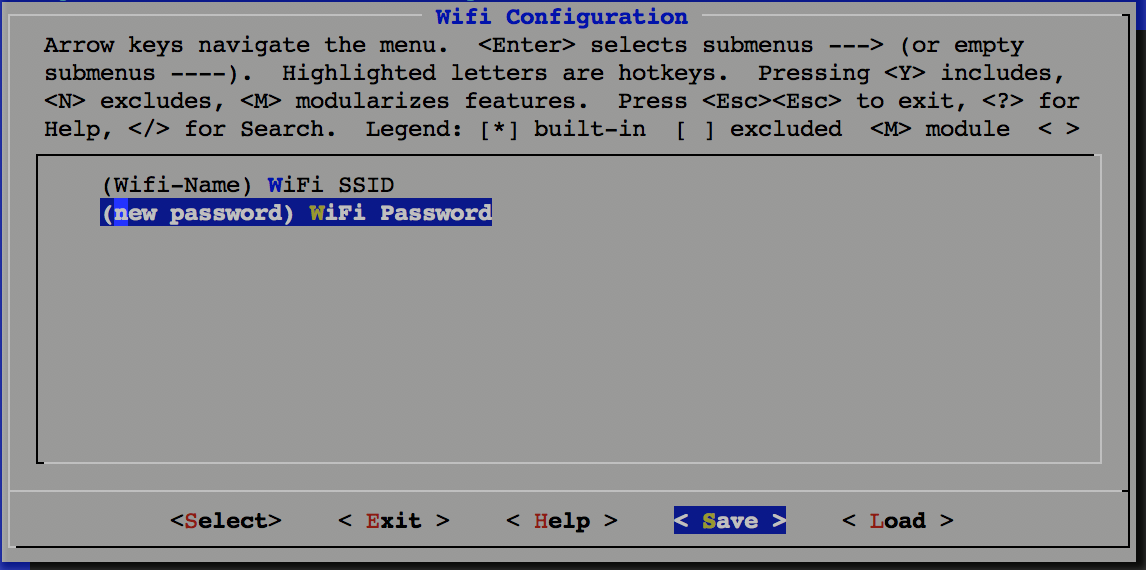 Wifi Configuration
Arrow keys navigate the menu.  <Enter> selects submenus ---> (or empty
submenus ----).  Highlighted letters are hotkeys.  Pressing <Y> includes,
<N> excludes, <M> modularizes features.  Press <Esc><Esc> to exit, <?> for
Help, </> for Search.  Legend: [*] built-in  [ ] excluded  <M> module  < >
(Wifi-Name) WiFi SSID
(new password) WiFi Password
<Select>    < Exit >    < Help >    < Save >    < Load >